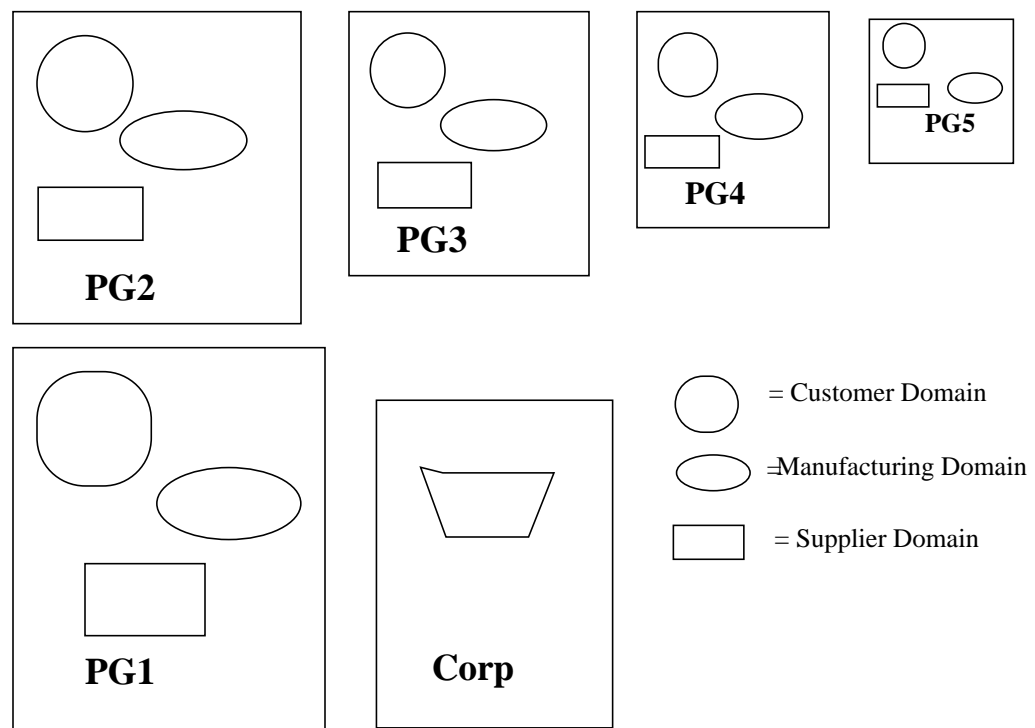 PG2
PG3
PG4
PG5
PG1
Corp
= Customer Domain
=Manufacturing Domain
= Supplier Domain